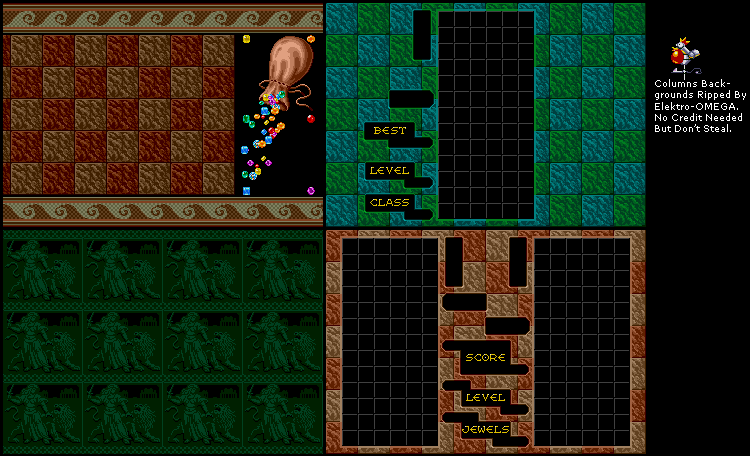 BEST
LEVEL
CLASS
SCORE
LEVEL
JEWELS
Columns Back-
grounds Ripped By
Elektro-OMEGA.
No Credit Needed
But Don't Steal.